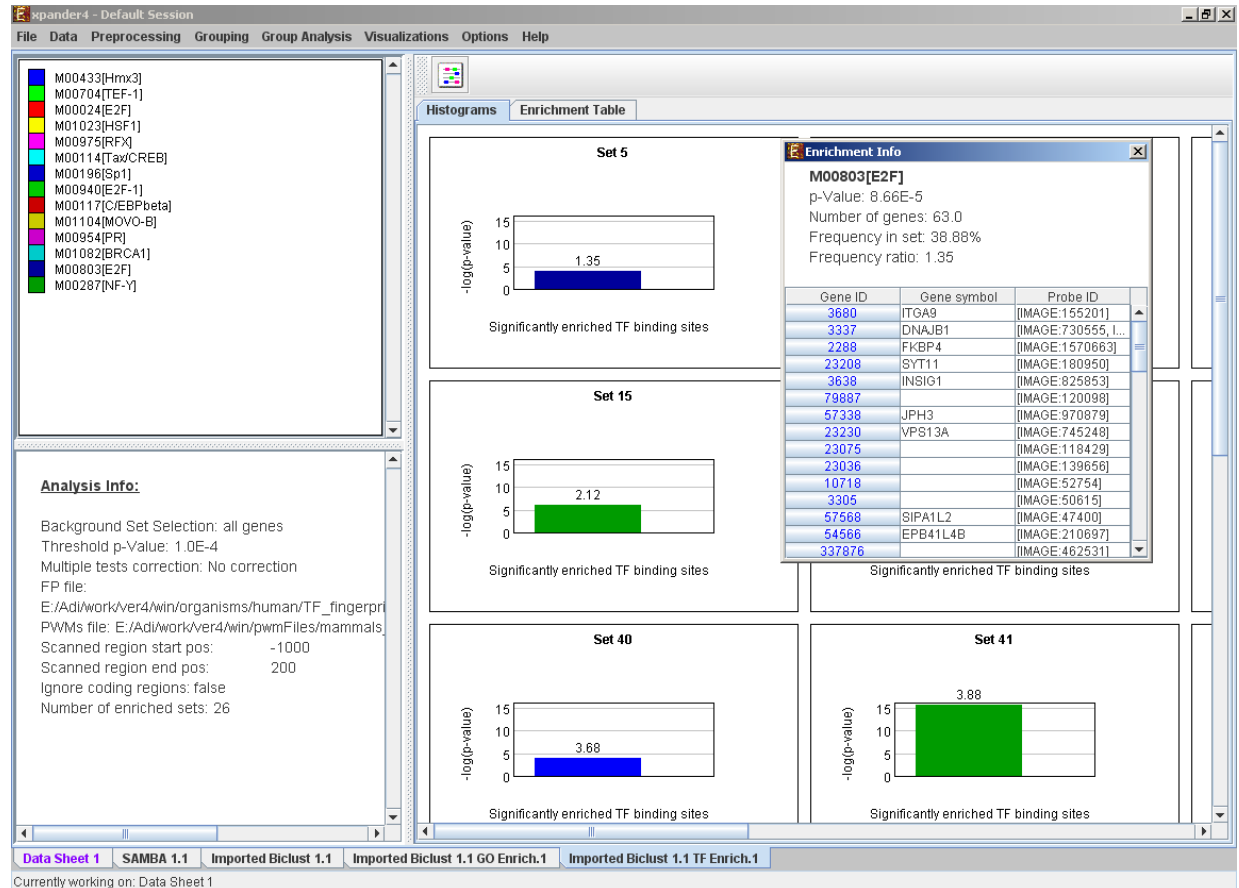 Expander4 - Default Session
File Data Preprocessing Grouping Group Analysis Visualizations Options Help
M00433[Hmx3]
M00704[TEF-1]
M00024[E2F]
M01023[HSF1]
M00975[RFX]
M00114[Tax/CREB]
M00196[Sp1]
M00940[E2F-1]
M00117[C/EBPbeta]
M01104[MOVO-B]
M00954[PR]
M01082[BRCA1]
M00803[E2F]
M00287[NF-Y]
Analysis Info:
Background Set Selection: all genes
Threshold p-Value: 1.0E-4
Multiple tests correction: No correction
FP file:
E:/Adi/work/ver4/win/organisms/human/TF_fingerpri
PWMs file: E:/Adi/work/ver4/win/pwmFiles/mammals_
Scanned region start pos: -1000
Scanned region end pos: 200
Ignore coding regions: false
Number of enriched sets: 26
Histograms Enrichment Table
Set 5
-log(p-value)
15
10
5
0
1.35
Significantly enriched TF binding sites
Enrichment Info
M00803[E2F]
p-Value: 8.66E-5
Number of genes: 63.0
Frequency in set: 38.88%
Frequency ratio: 1.35
Gene ID Gene symbol Probe ID
3680 ITGA9 [IMAGE:155201]
3337 DNAJB1 [IMAGE:730555, I...
2288 FKBP4 [IMAGE:1570663]
23208 SYT11 [IMAGE:180950]
3638 INSIG1 [IMAGE:825853]
79887 [IMAGE:120098]
57338 JPH3 [IMAGE:970879]
23230 VPS13A [IMAGE:745248]
23075 [IMAGE:118429]
23036 [IMAGE:139656]
10718 [IMAGE:52754]
3305 [IMAGE:50615]
57568 SIPA1L2 [IMAGE:47400]
54566 EPB41L4B [IMAGE:210697]
337876 [IMAGE:462531]
Set 15
-log(p-value)
15
10
5
0
2.12
Significantly enriched TF binding sites
Significantly enriched TF binding sites
Set 40
-log(p-value)
15
10
5
0
3.68
Significantly enriched TF binding sites
Set 41
-log(p-value)
15
10
5
0
3.88
Significantly enriched TF binding sites
Data Sheet 1 SAMBA 1.1 Imported Biclust 1.1 Imported Biclust 1.1 GO Enrich.1 Imported Biclust 1.1 TF Enrich.1
Currently working on: Data Sheet 1